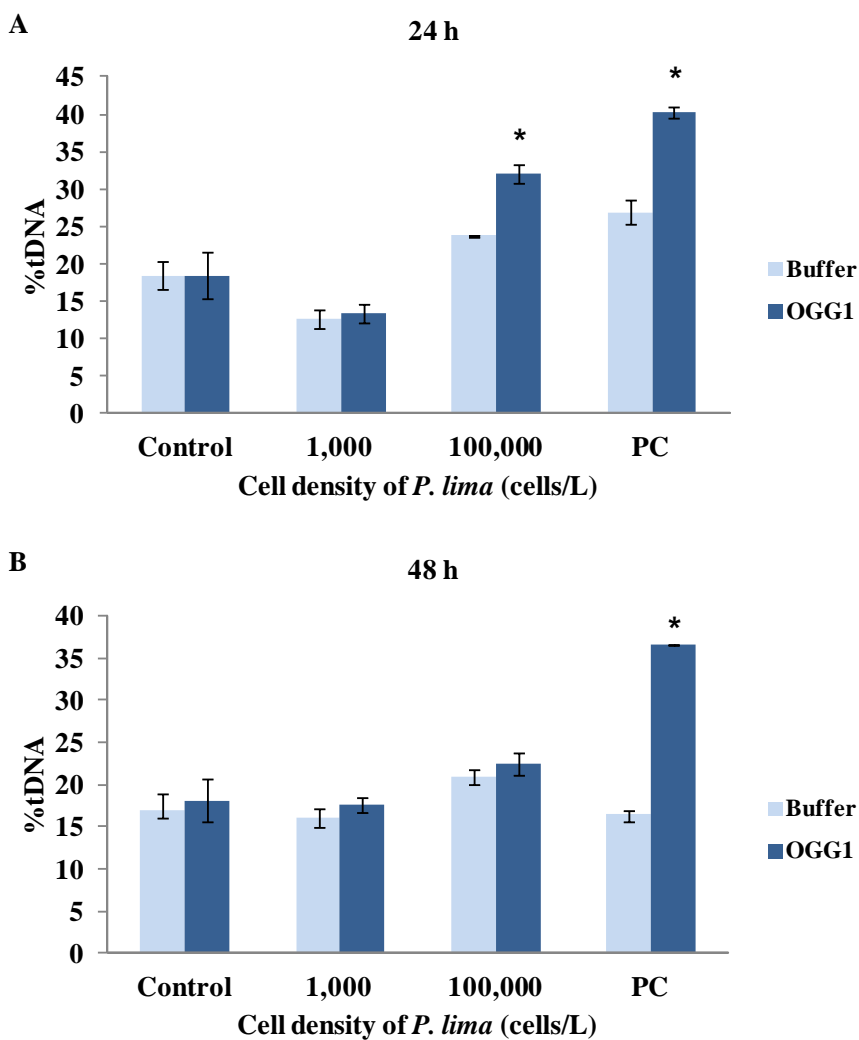 A
24 h
45
40
35
30
25
20
15
10
5
0
%tDNA
*
*
Buffer
OGG1
Control 1,000 100,000 PC
Cell density of P. lima (cells/L)
B
48 h
40
35
30
25
20
15
10
5
0
%tDNA
*
Buffer
OGG1
Control 1,000 100,000 PC
Cell density of P. lima (cells/L)